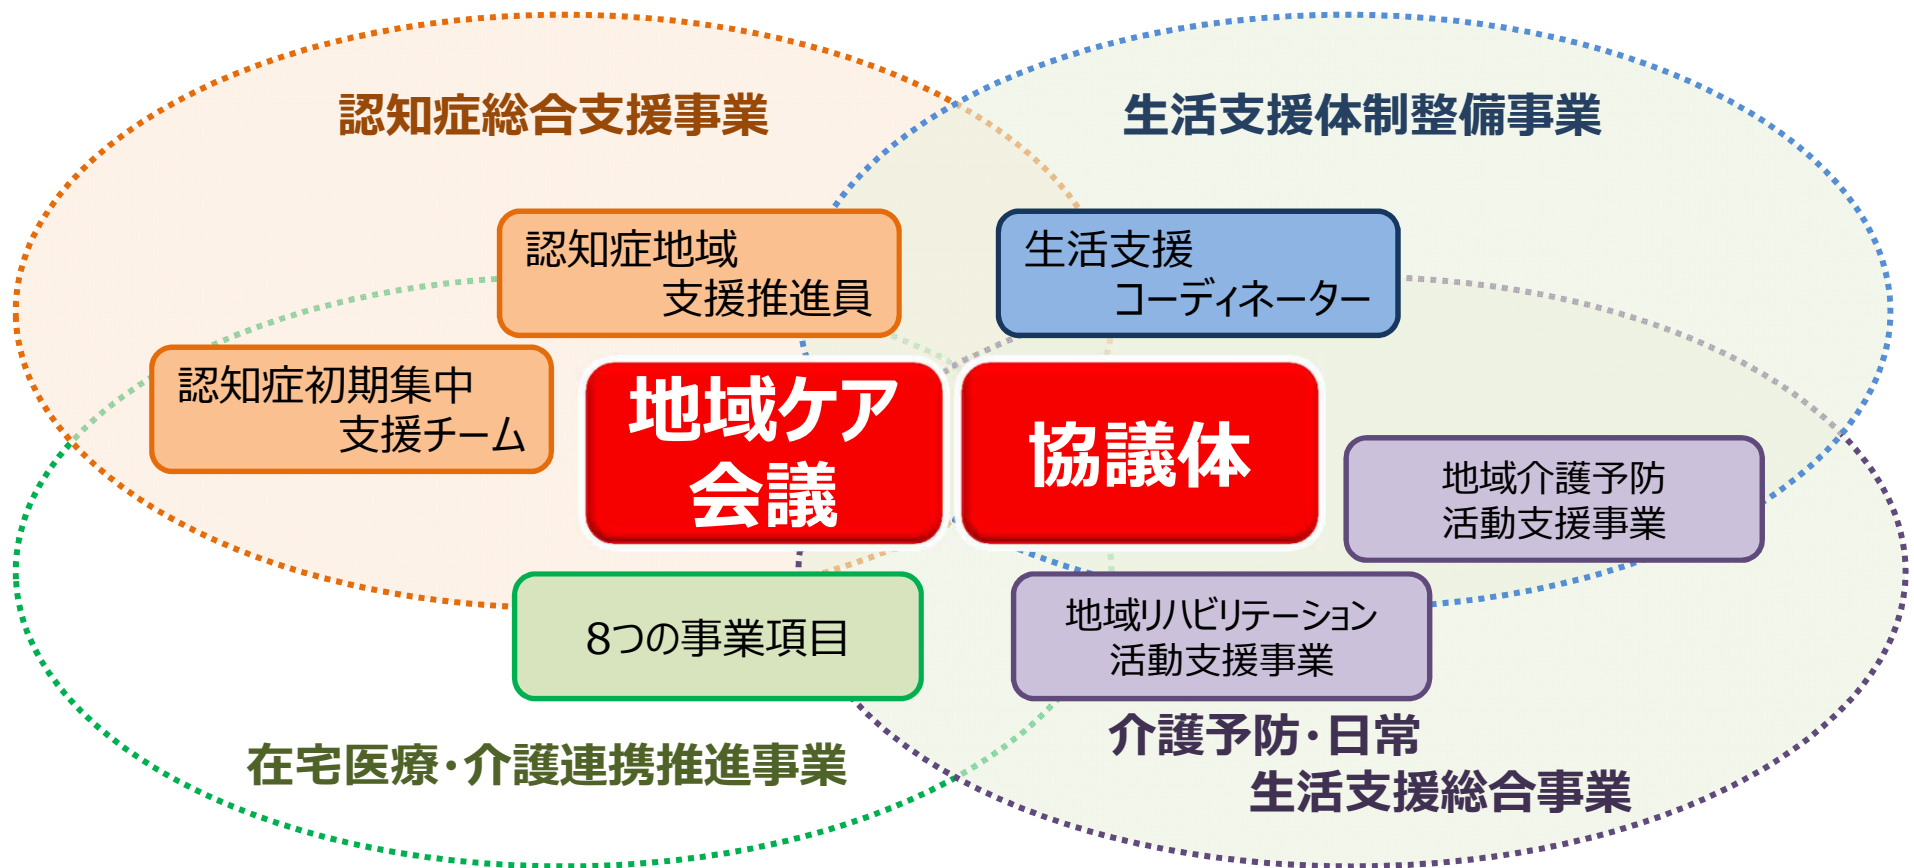 認知症総合支援事業
生活支援体制整備事業
認知症地域
支援推進員
生活支援
コーディネーター
認知症初期集中
支援チーム
地域ケア
会議
協議体
地域介護予防
活動支援事業
8つの事業項目
地域リハビリテーション
活動支援事業
在宅医療・介護連携推進事業
介護予防・日常
生活支援総合事業